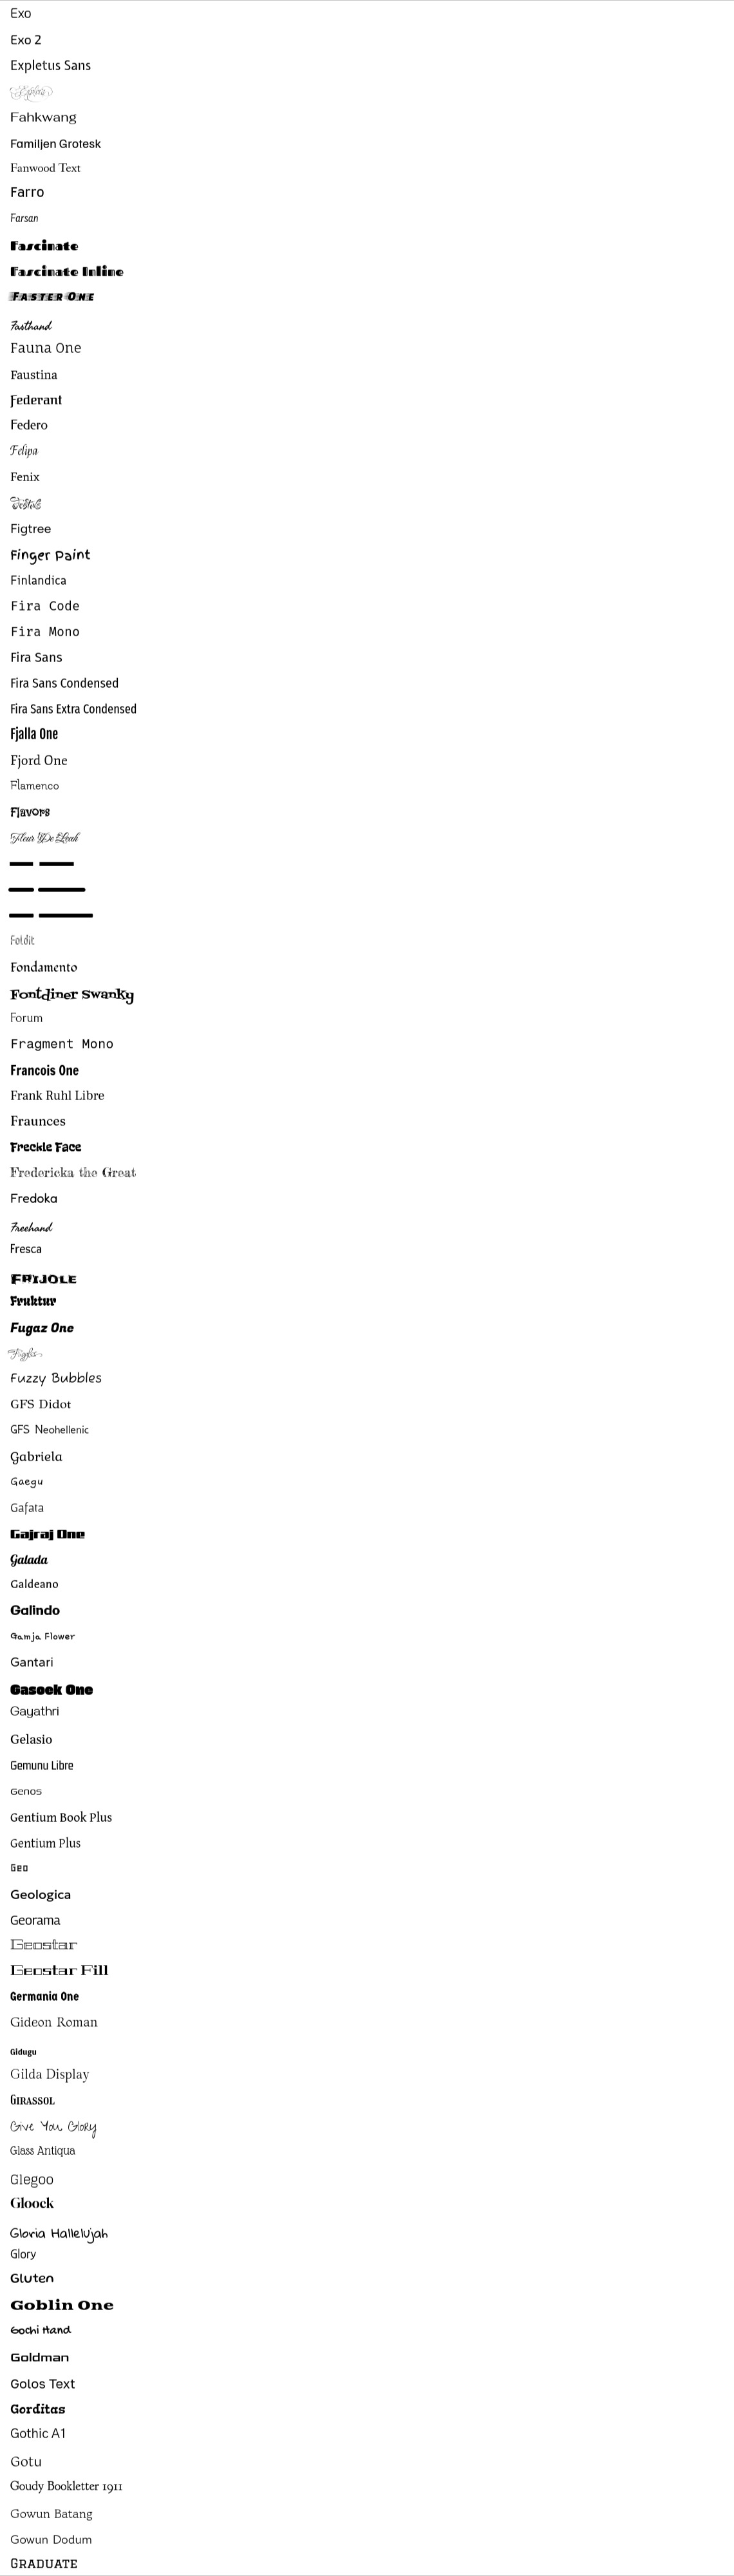 Exo
Exo 2
Expletus Sans
Explora
Fahkwang
Familjen Grotesk
Fanwood Text
Farro
Farsan
Fascinate
Fascinate Inline
Faster One
Fasthand
Fauna One
Faustina
Federant
Federo
Felipa
Fenix
Festive
Figtree
Finger Paint
Finlandica
Fira Code
Fira Mono
Fira Sans
Fira Sans Condensed
Fira Sans Extra Condensed
Fjalla One
Fjord One
Flamenco
Flavors
Fleur De Leah
Foldit
Fondamento
Fontdiner Swanky
Forum
Fragment Mono
Francois One
Frank Ruhl Libre
Fraunces
Freckle Face
Fredericka the Great
Fredoka
Freehand
Fresca
Frijole
Fruktur
Fugaz One
Fuggles
Fuzzy Bubbles
GFS Didot
GFS Neohellenic
Gabriela
Gaegu
Gafata
Gajraj One
Galada
Galdeano
Galindo
Gamja Flower
Gantari
Gasoek One
Gayathri
Gelasio
Gemunu Libre
Genos
Gentium Book Plus
Gentium Plus
Geo
Geologica
Georama
Geostar
Geostar Fill
Germania One
Gideon Roman
Gidugu
Gilda Display
Girassol
Give You Glory
Glass Antiqua
Glegoo
Gloock
Gloria Hallelujah
Glory
Gluten
Goblin One
Gochi Hand
Goldman
Golos Text
Gorditas
Gothic A1
Gotu
Goudy Bookletter 1911
Gowun Batang
Gowun Dodum
Graduate